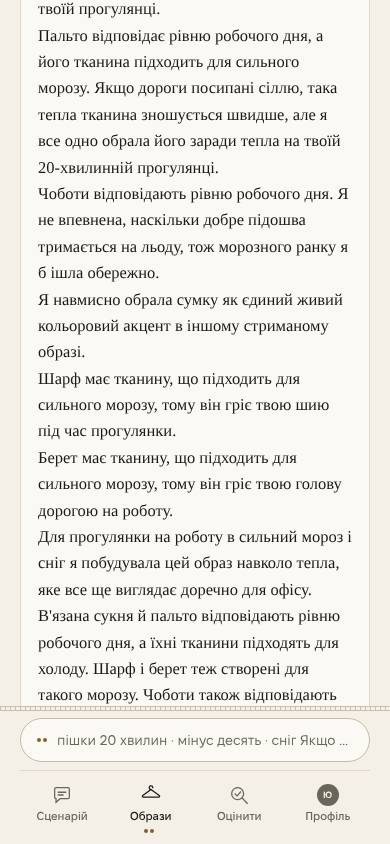 твоїй прогулянці.
Пальто відповідає рівню робочого дня, а
його тканина підходить для сильного
морозу. Якщо дороги посипані сіллю, така
тепла тканина зношується швидше, але я
все одно обрала його заради тепла на твоїй
20-хвилинній прогулянці.
Чоботи відповідають рівню робочого дня. Я
не впевнена, наскільки добре підошва
тримається на льоду, тож морозного ранку я
б ішла обережно.
Я навмисно обрала сумку як єдиний живий
кольоровий акцент в іншому стриманому
образі.
Шарф має тканину, що підходить для
сильного морозу, тому він гріє твою шию
під час прогулянки.
Берет має тканину, що підходить для
сильного морозу, тому він гріє твою голову
дорогою на роботу.
Для прогулянки на роботу в сильний мороз і
сніг я побудувала цей образ навколо тепла,
яке все ще виглядає доречно для офісу.
В'язана сукня й пальто відповідають рівню
робочого дня, а їхні тканини підходять для
холоду. Шарф і берет теж створені для
такого морозу. Чоботи також відповідають
пішки 20 хвилин · мінус десять · сніг Якщо ...
Сценарій
Образи
Оцінити
Ю
Профіль